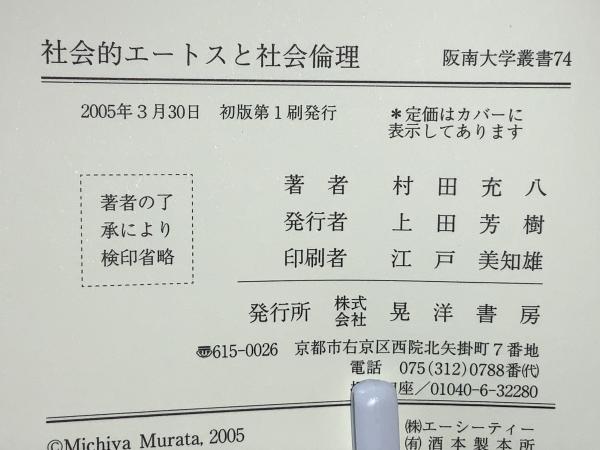 社会的エートスと社会倫理 阪南大学叢書74
2005年3月30日 初版第1刷発行
＊定価はカバーに
表示してあります
著者の了
承により
検印省略
著者 村田充八
発行者 上田芳樹
印刷者 江戸美知雄
発行所 株式会社 晃洋書房
〠615-0026 京都市右京区西院北矢掛町7番地
電話 075(312)0788番(代)
口座／01040-6-32280
©Michiya Murata, 2005
㈱エーシーティー
㈲酒本製本所